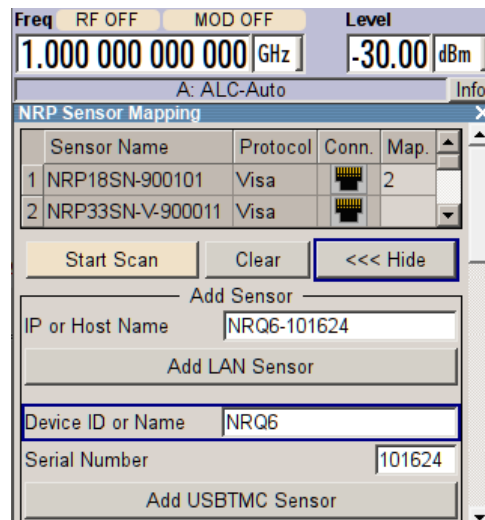 Freq RF OFF MOD OFF Level
1.000 000 000 000 GHz -30.00 dBm
A: ALC-Auto Info
NRP Sensor Mapping
Sensor Name Protocol Conn. Map.
1 NRP18SN-900101 Visa 2
2 NRP33SN-V-900011 Visa
Start Scan Clear <<< Hide
Add Sensor
IP or Host Name NRQ6-101624
Add LAN Sensor
Device ID or Name NRQ6
Serial Number 101624
Add USBTMC Sensor